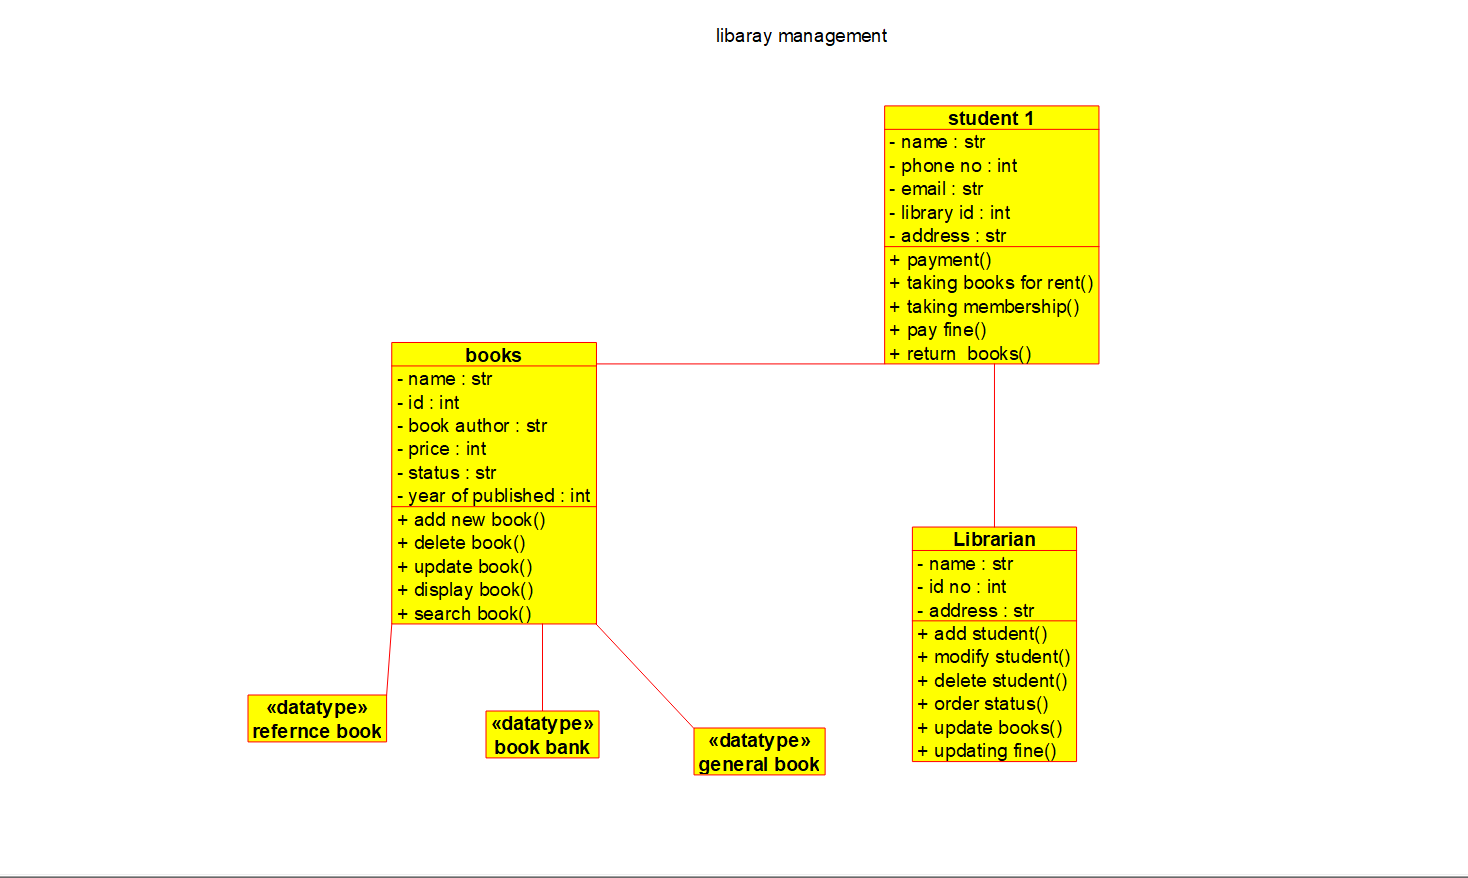 libaray management
student 1
- name : str
- phone no : int
- email : str
- library id : int
- address : str
+ payment()
+ taking books for rent()
+ taking membership()
+ pay fine()
+ return  books()
books
- name : str
- id : int
- book author : str
- price : int
- status : str
- year of published : int
+ add new book()
+ delete book()
+ update book()
+ display book()
+ search book()
Librarian
- name : str
- id no : int
- address : str
+ add student()
+ modify student()
+ delete student()
+ order status()
+ update books()
+ updating fine()
«datatype»
refernce book
«datatype»
book bank
«datatype»
general book